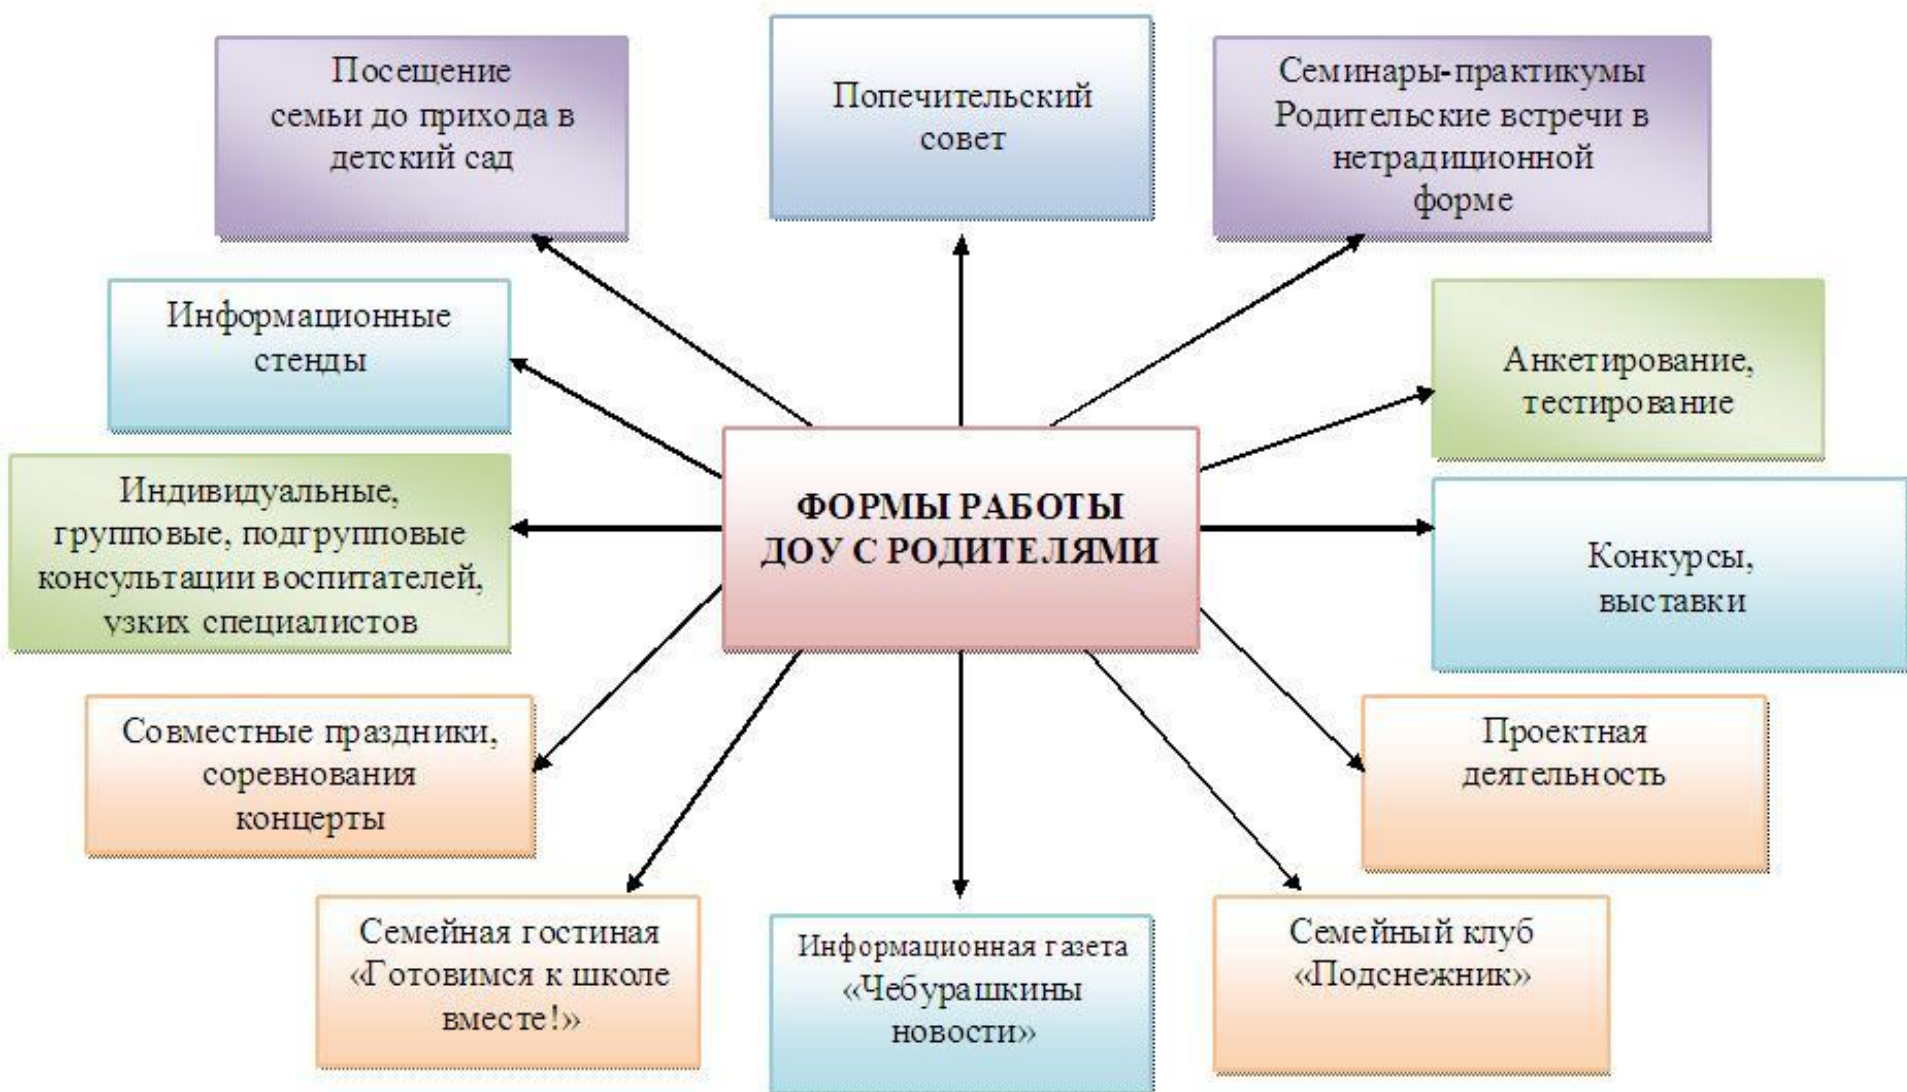 Посещение
семьи до прихода в
детский сад
Попечительский
совет
Семинары-практикумы
Родительские встречи в
нетрадиционной
форме
Информационные
стенды
Анкетирование,
тестирование
Индивидуальные,
групповые, подгрупповые
консультации воспитателей,
узких специалистов
ФОРМЫ РАБОТЫ
ДОУ С РОДИТЕЛЯМИ
Конкурсы,
выставки
Совместные праздники,
соревнования
концерты
Проектная
деятельность
Семейная гостиная
«Готовимся к школе
вместе!»
Информационная газета
«Чебурашкины
новости»
Семейный клуб
«Подснежник»